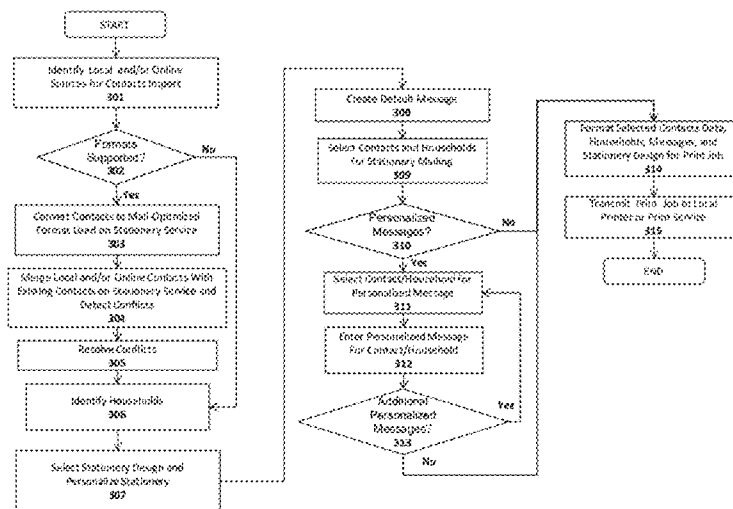 START
Identify Local and/or Online
Sources for Contacts Import
301
Formats
Supported?
302
No
Yes
Convert Contacts to Mail-Optimized
Format Used on Stationery Service
303
Merge Local and/or Online Contacts With
Existing Contacts on Stationery Service and
Detect Conflicts
304
Resolve Conflicts
305
Identify Households
306
Select Stationery Design and
Personalize Stationery
307
Create Default Message
308
Select Contacts and Households
for Stationery Mailing
309
Personalized
Messages?
310
No
Yes
Select Contact/Household for
Personalized Message
311
Enter Personalized Message
For Contact/Household
312
Additional
Personalized
Messages?
313
Yes
No
Format Selected Contacts Data,
Households, Messages, and
Stationery Design for Print Job
314
Transmit Print Job to Local
Printer or Print Service
315
END